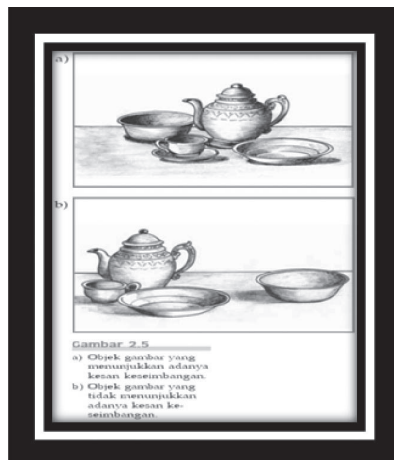 a)
b)
Gambar 2.5
a) Objek gambar yang
menunjukkan adanya
kesan keseimbangan.
b) Objek gambar yang
tidak menunjukkan
adanya kesan ke-
seimbangan.